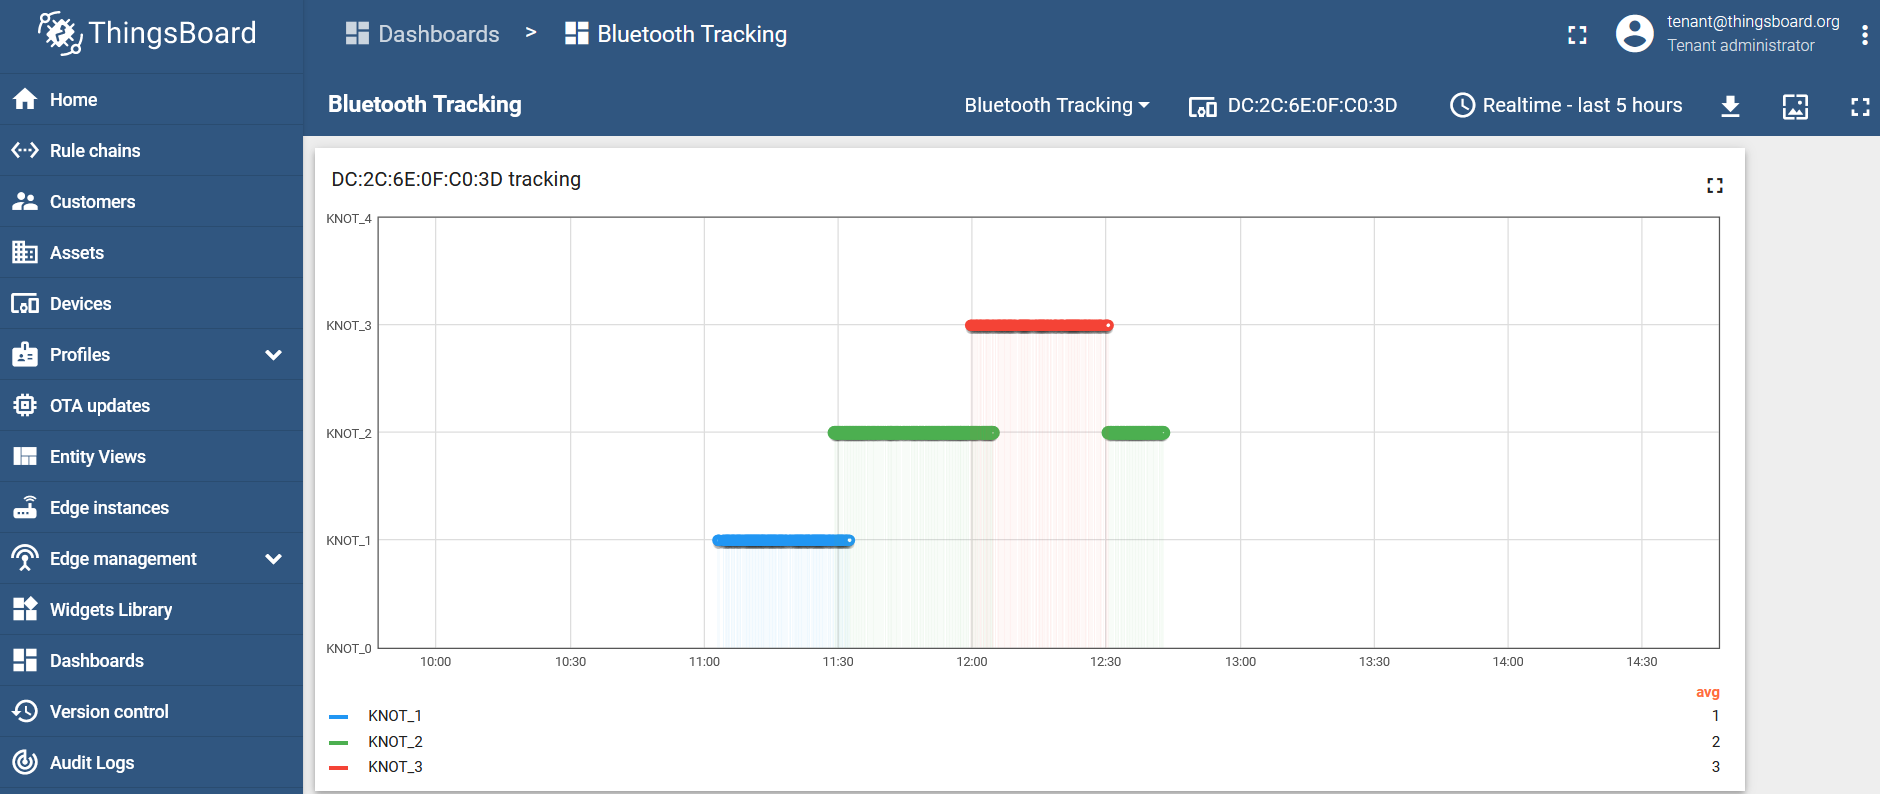 ThingsBoard
Dashboards > Bluetooth Tracking
tenant@thingsboard.org
Tenant administrator
Bluetooth Tracking
Bluetooth Tracking
DC:2C:6E:0F:C0:3D
Realtime - last 5 hours
Home
Rule chains
Customers
Assets
Devices
Profiles
OTA updates
Entity Views
Edge instances
Edge management
Widgets Library
Dashboards
Version control
Audit Logs
DC:2C:6E:0F:C0:3D tracking
KNOT_4
KNOT_3
KNOT_2
KNOT_1
KNOT_0
10:00 10:30 11:00 11:30 12:00 12:30 13:00 13:30 14:00 14:30
avg
KNOT_1 1
KNOT_2 2
KNOT_3 3